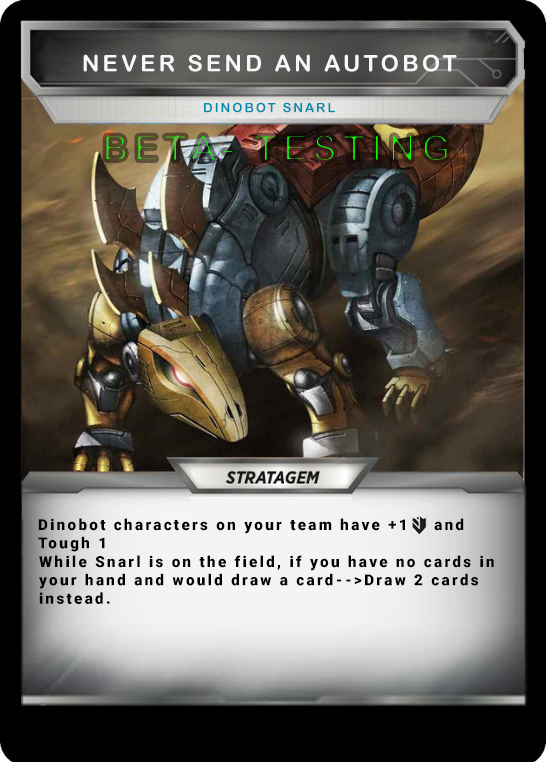 NEVER SEND AN AUTOBOT
DINOBOT SNARL
BETA TESTING
STRATAGEM
Dinobot characters on your team have +1 and
Tough 1
While Snarl is on the field, if you have no cards in
your hand and would draw a card-->Draw 2 cards
instead.